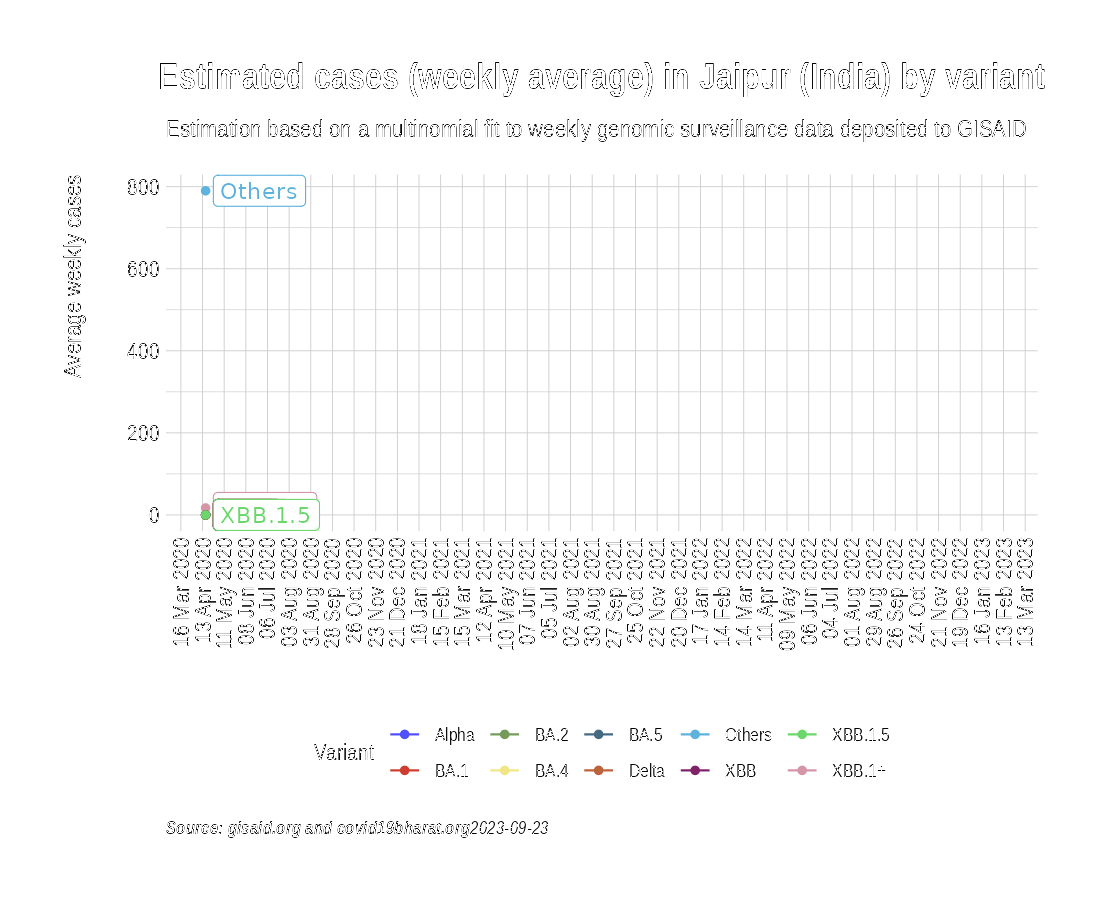 Estimated cases (weekly average) in Jaipur (India) by variant
Estimation based on a multinomial fit to weekly genomic surveillance data deposited to GISAID
Average weekly cases
800
600
400
200
0
Others
XBB.1.5
16 Mar 2020
13 Apr 2020
11 May 2020
08 Jun 2020
06 Jul 2020
03 Aug 2020
31 Aug 2020
28 Sep 2020
26 Oct 2020
23 Nov 2020
21 Dec 2020
18 Jan 2021
15 Feb 2021
15 Mar 2021
12 Apr 2021
10 May 2021
07 Jun 2021
05 Jul 2021
02 Aug 2021
30 Aug 2021
27 Sep 2021
25 Oct 2021
22 Nov 2021
20 Dec 2021
17 Jan 2022
14 Feb 2022
14 Mar 2022
11 Apr 2022
09 May 2022
06 Jun 2022
04 Jul 2022
01 Aug 2022
29 Aug 2022
26 Sep 2022
24 Oct 2022
21 Nov 2022
19 Dec 2022
16 Jan 2023
13 Feb 2023
13 Mar 2023
Variant
Alpha BA.2 BA.5 Others XBB.1.5
BA.1 BA.4 Delta XBB XBB.1+
Source: gisaid.org and covid19bharat.org2023-09-23